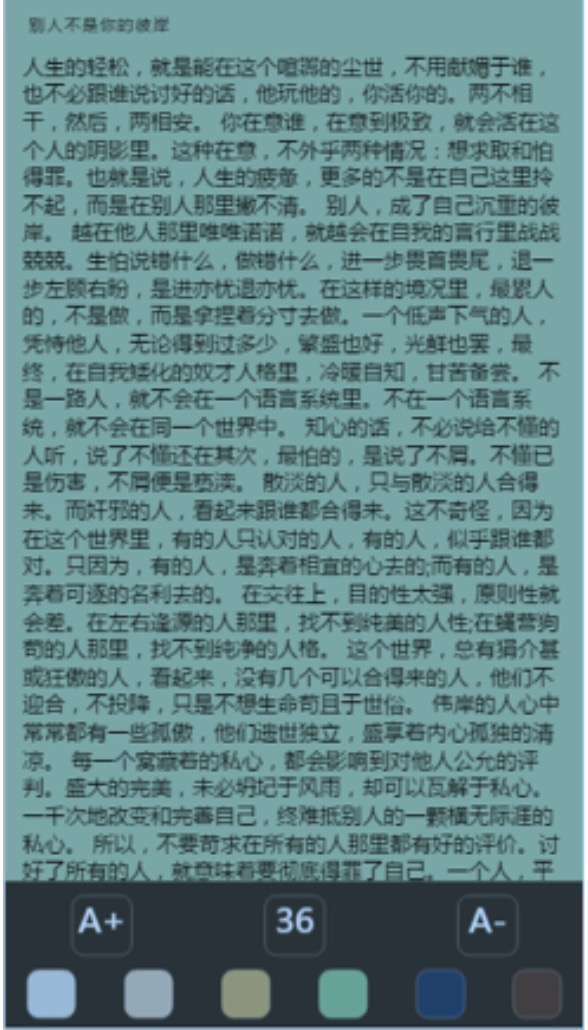 别人不是你的彼岸
人生的轻松，就是能在这个喧嚣的尘世，不用献媚于谁，
也不必跟谁说讨好的话，他玩他的，你活你的。两不相
干，然后，两相安。 你在意谁，在意到极致，就会活在这
个人的阴影里。这种在意，不外乎两种情况：想求取和怕
得罪。也就是说，人生的疲惫，更多的不是在自己这里拎
不起，而是在别人那里撇不清。 别人，成了自己沉重的彼
岸。 越在他人那里唯唯诺诺，就越会在自我的言行里战战
兢兢。生怕说错什么，做错什么，进一步畏首畏尾，退一
步左顾右盼，是进亦忧退亦忧。在这样的境况里，最累人
的，不是做，而是拿捏着分寸去做。一个低声下气的人，
凭恃他人，无论得到过多少，繁盛也好，光鲜也罢，最
终，在自我矮化的奴才人格里，冷暖自知，甘苦备尝。 不
是一路人，就不会在一个语言系统里。不在一个语言系
统，就不会在同一个世界中。 知心的话，不必说给不懂的
人听，说了不懂还在其次，最怕的，是说了不屑。不懂已
是伤害，不屑便是亵渎。 散淡的人，只与散淡的人合得
来。而奸邪的人，看起来跟谁都合得来。这不奇怪，因为
在这个世界里，有的人只认对的人，有的人，似乎跟谁都
对。只因为，有的人，是奔着相宜的心去的;而有的人，是
奔着可逐的名利去的。 在交往上，目的性太强，原则性就
会差。在左右逢源的人那里，找不到纯美的人性;在蝇营狗
苟的人那里，找不到纯净的人格。 这个世界，总有狷介甚
或狂傲的人，看起来，没有几个可以合得来的人，他们不
迎合，不投降，只是不想生命苟且于世俗。 伟岸的人心中
常常都有一些孤傲，他们遗世独立，盛享着内心孤独的清
凉。 每一个窝藏着的私心，都会影响到对他人公允的评
判。盛大的完美，未必坍圮于风雨，却可以瓦解于私心。
一千次地改变和完善自己，终难抵别人的一颗横无际涯的
私心。 所以，不要苛求在所有的人那里都有好的评价。讨
好了所有的人，就意味着要彻底得罪了自己。一个人，平
A+ 36 A-